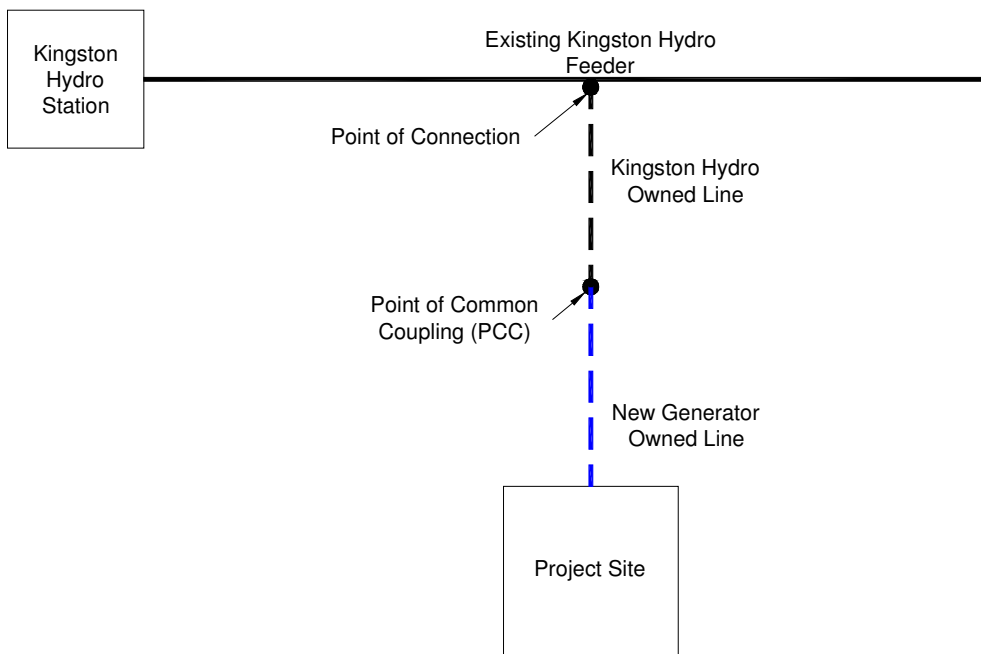 Kingston
Hydro
Station
Existing Kingston Hydro
Feeder
Point of Connection
Kingston Hydro
Owned Line
Point of Common
Coupling (PCC)
New Generator
Owned Line
Project Site